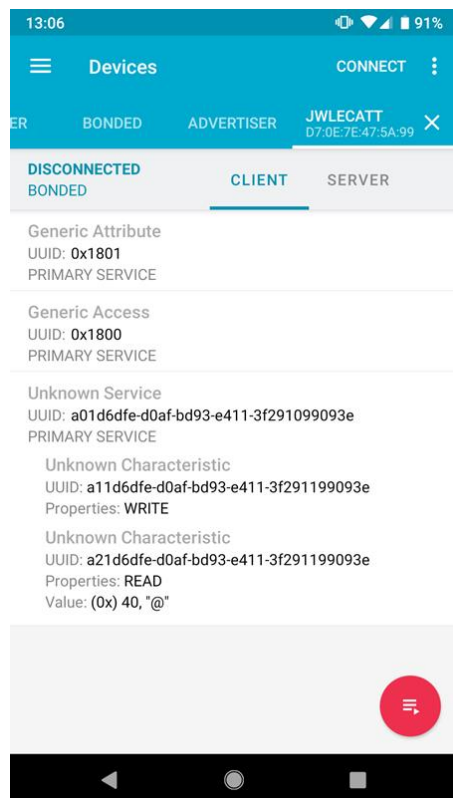 13:06
91%
Devices
CONNECT
ER
BONDED
ADVERTISER
JWLECATT
D7:0E:7E:47:5A:99
DISCONNECTED
BONDED
CLIENT
SERVER
Generic Attribute
UUID: 0x1801
PRIMARY SERVICE
Generic Access
UUID: 0x1800
PRIMARY SERVICE
Unknown Service
UUID: a01d6dfe-d0af-bd93-e411-3f291099093e
PRIMARY SERVICE
Unknown Characteristic
UUID: a11d6dfe-d0af-bd93-e411-3f291199093e
Properties: WRITE
Unknown Characteristic
UUID: a21d6dfe-d0af-bd93-e411-3f291199093e
Properties: READ
Value: (0x) 40, "@"